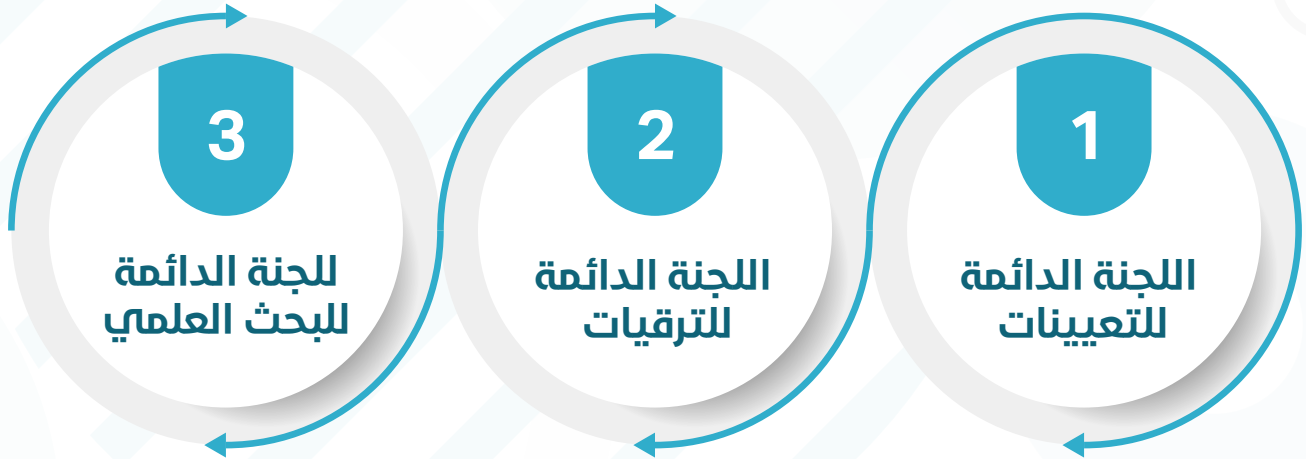 1
اللجنة الدائمة
للتعيينات
2
اللجنة الدائمة
للترقيات
3
للجنة الدائمة
للبحث العلمي